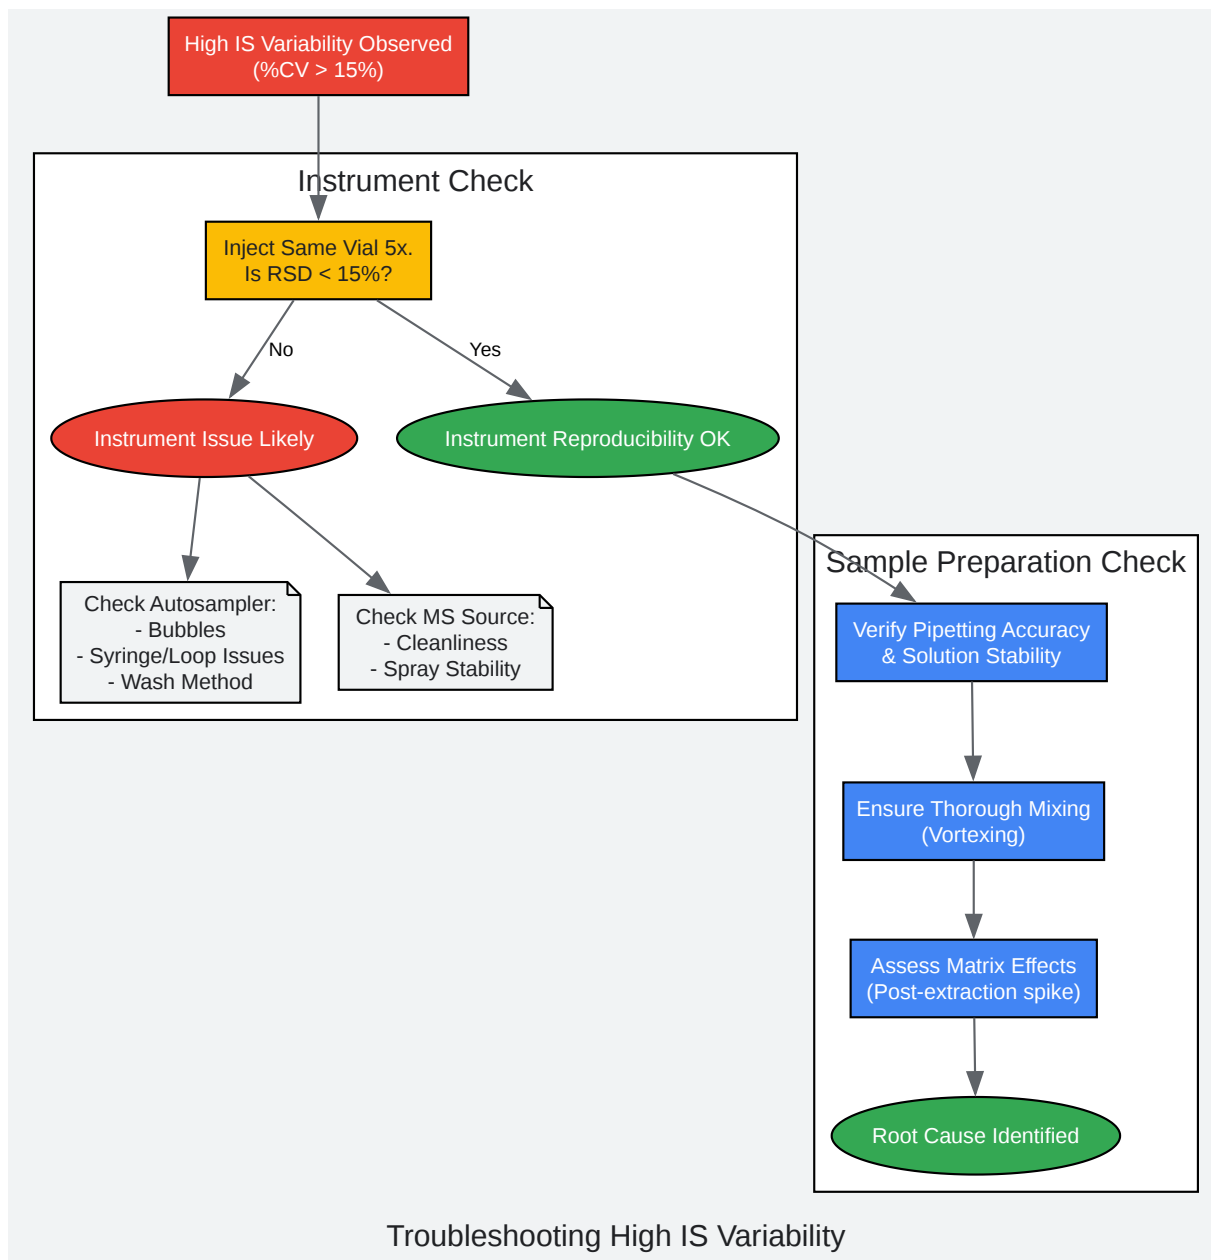 High IS Variability Observed
(%CV > 15%)
Instrument Check
Inject Same Vial 5x.
Is RSD < 15%?
No
Yes
Instrument Issue Likely
Instrument Reproducibility OK
Check Autosampler:
- Bubbles
- Syringe/Loop Issues
- Wash Method
Check MS Source:
- Cleanliness
- Spray Stability
Sample Preparation Check
Verify Pipetting Accuracy
& Solution Stability
Ensure Thorough Mixing
(Vortexing)
Assess Matrix Effects
(Post-extraction spike)
Root Cause Identified
Troubleshooting High IS Variability